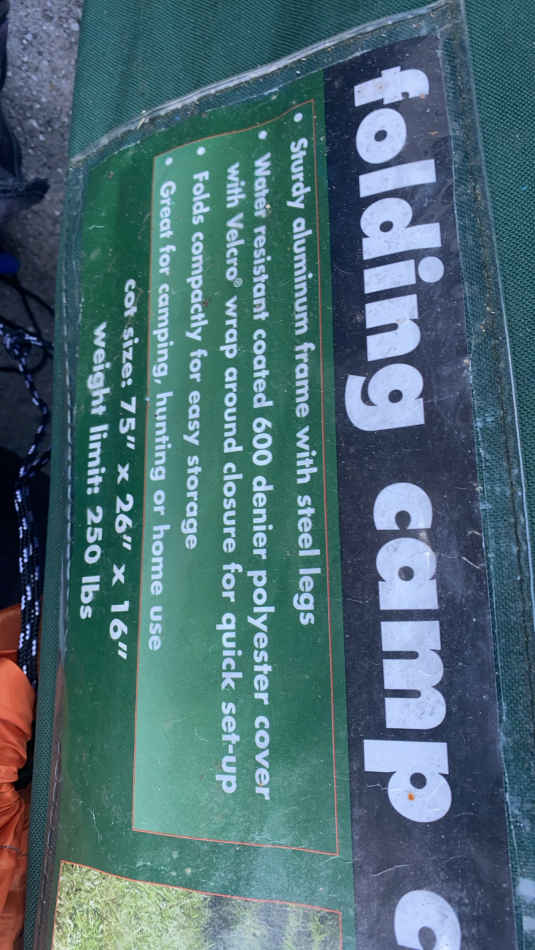 folding camp c
• Sturdy aluminum frame with steel legs
• Water resistant coated 600 denier polyester cover
with Velcro® wrap around closure for quick set-up
• Folds compactly for easy storage
• Great for camping, hunting or home use
cot size: 75" x 26" x 16"
weight limit: 250 lbs